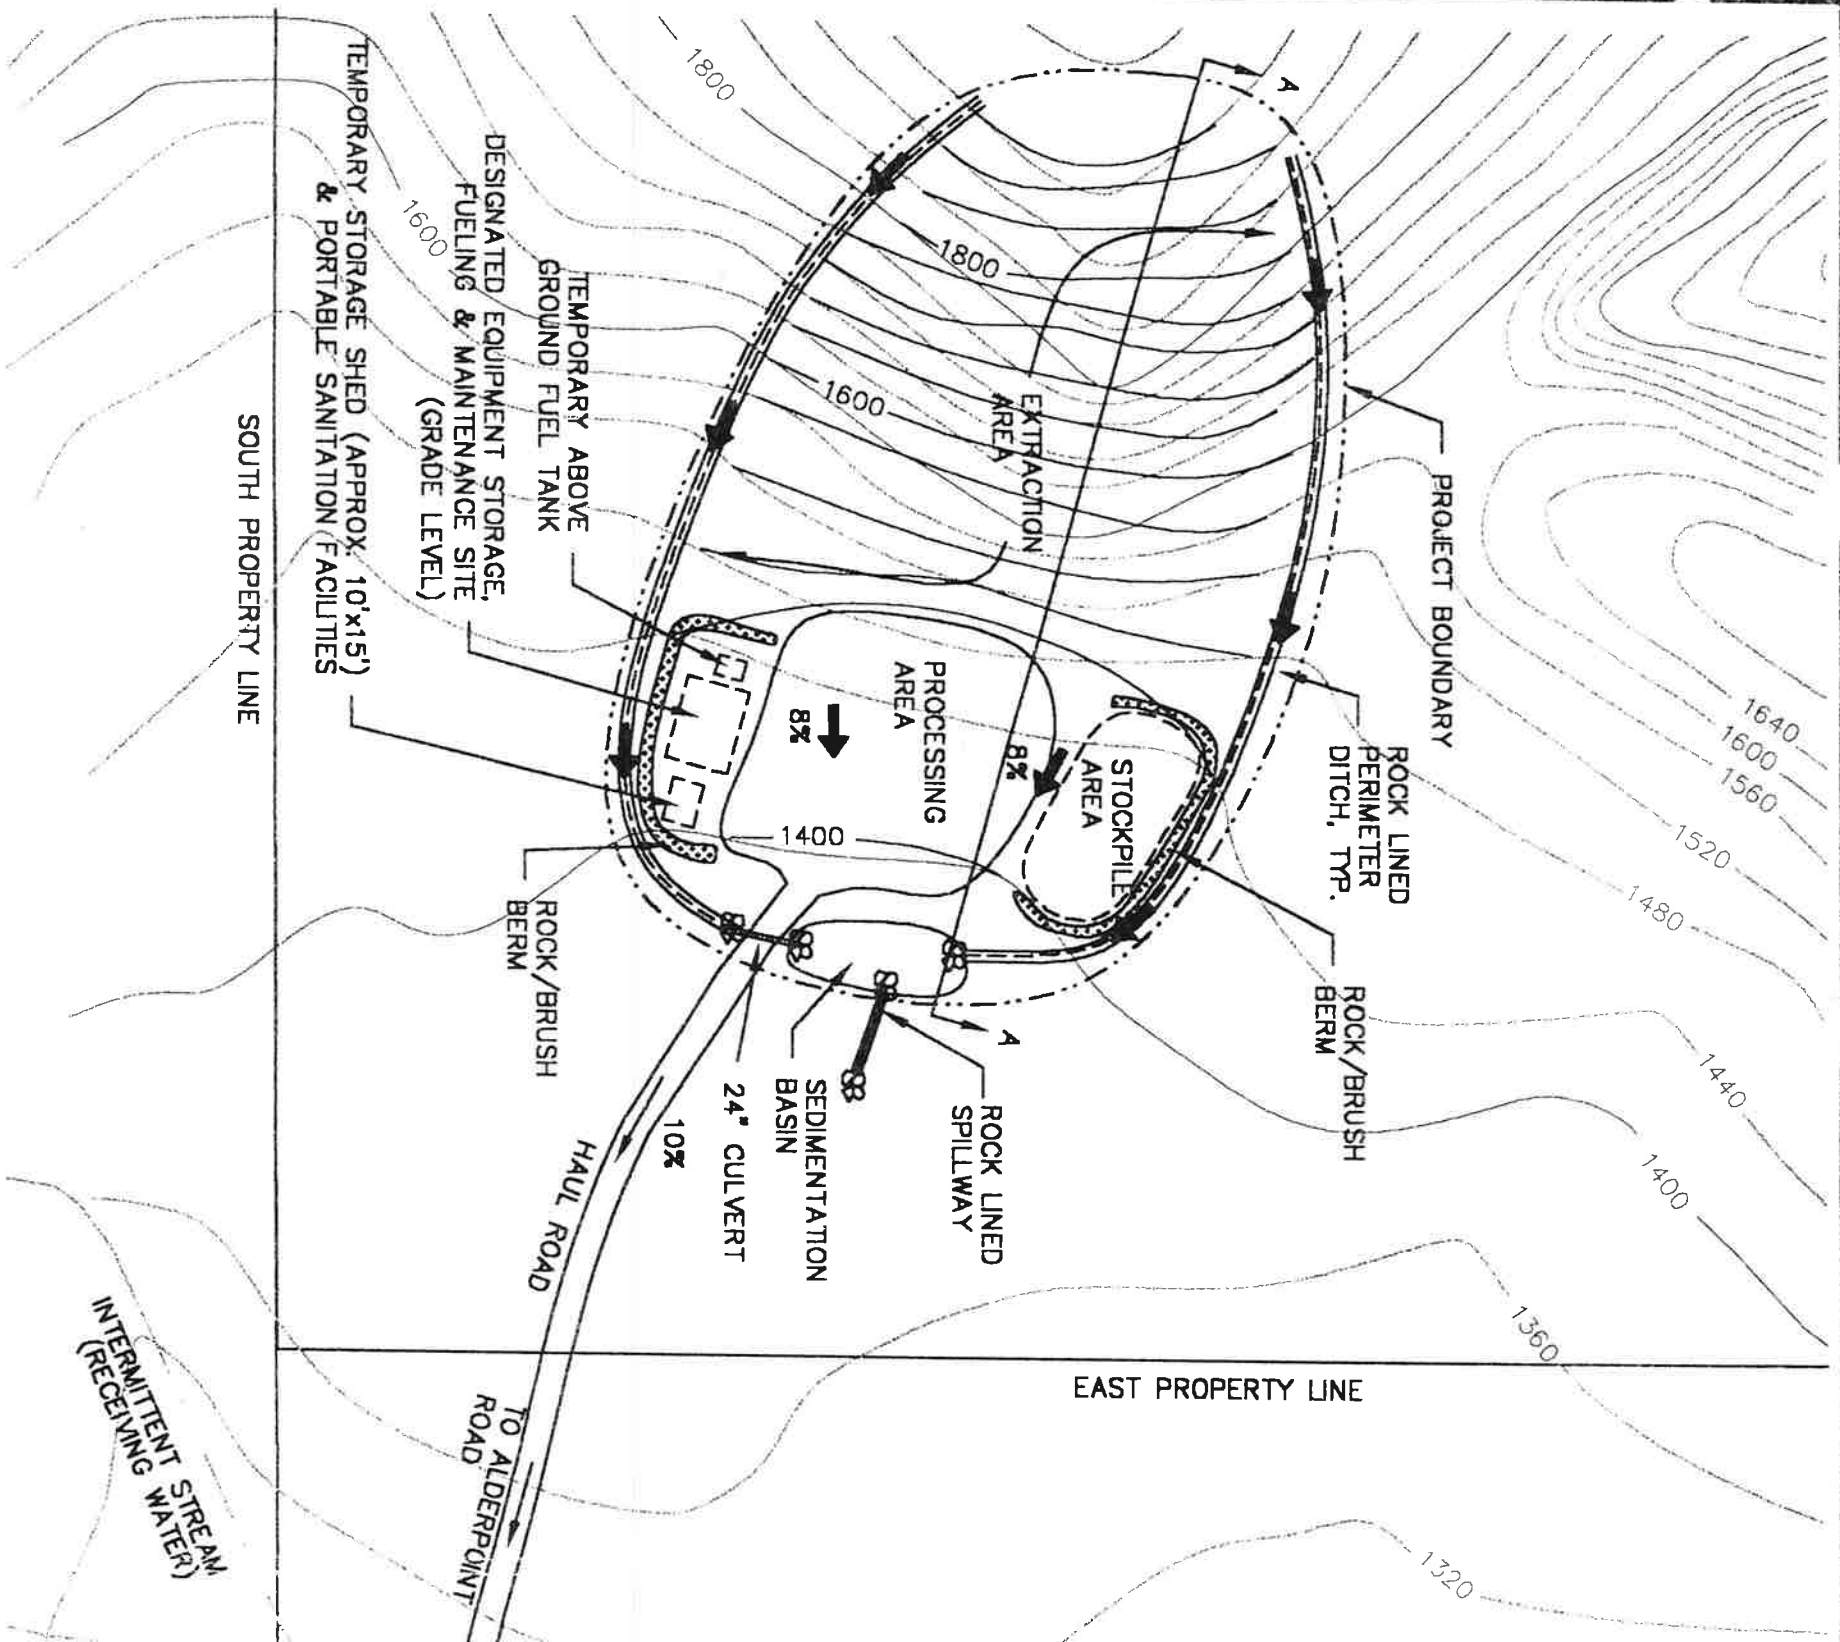 1800
A
1800
1600
1600
EXTRACTION
AREA
PROJECT BOUNDARY
ROCK LINED
PERIMETER
DITCH, TYP.
1640
1600
1560
1520
1480
1440
1400
1360
1320
TEMPORARY STORAGE SHED (APPROX. 10'x15')
& PORTABLE SANITATION FACILITIES
DESIGNATED EQUIPMENT STORAGE,
FUELING & MAINTENANCE SITE
(GRADE LEVEL)
TEMPORARY ABOVE
GROUND FUEL TANK
SOUTH PROPERTY LINE
PROCESSING
AREA
8%
8%
STOCKPILE
AREA
1400
ROCK/BRUSH
BERM
ROCK/BRUSH
BERM
A
ROCK LINED
SPILLWAY
SEDIMENTATION
BASIN
24" CULVERT
10%
HAUL ROAD
TO ALDERPOINT
ROAD
EAST PROPERTY LINE
INTERMITTENT STREAM
(RECEIVING WATER)